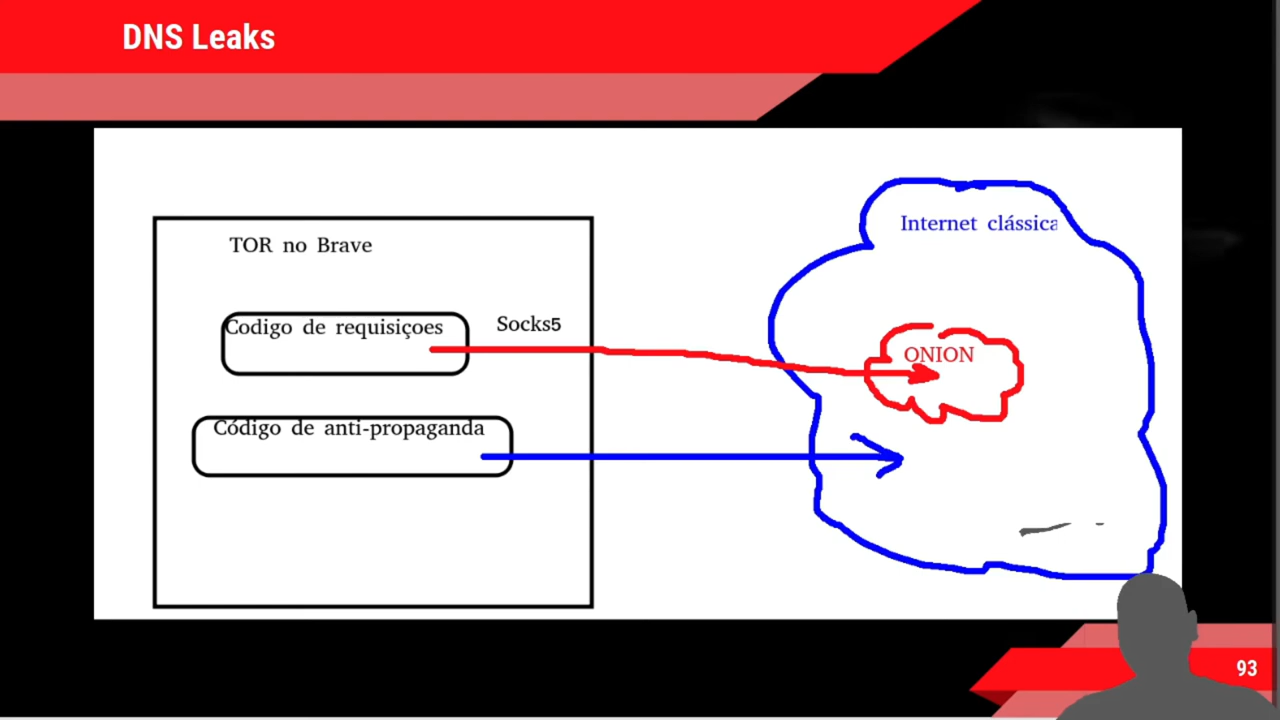 DNS Leaks
TOR no Brave
Internet clássica
Codigo de requisiçoes
Socks5
ONION
Código de anti-propaganda
93